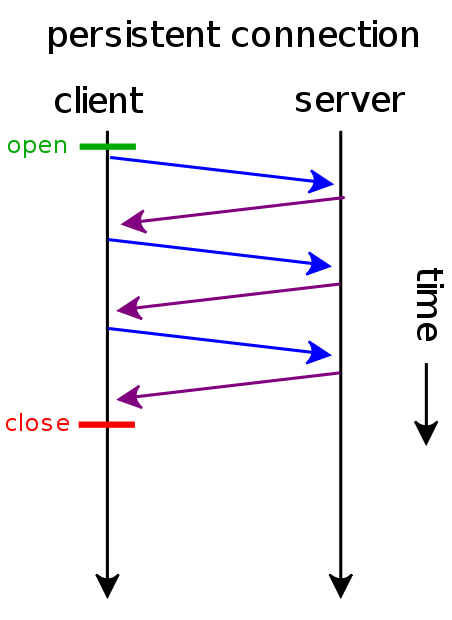 persistent connection
client
server
open
time
close